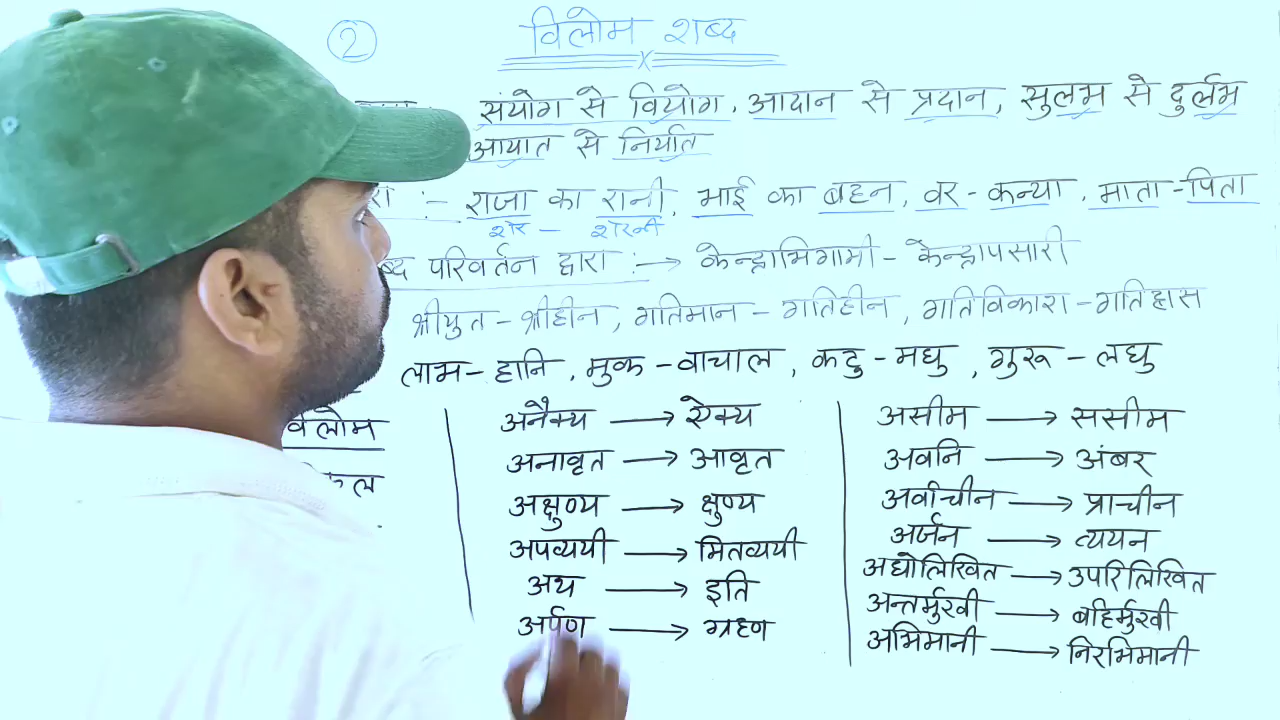 2
विलोम शब्द
संयोग से वियोग, आदान से प्रदान, सुलभ से दुर्लभ
आयात से निर्यात
रा :- राजा का रानी, भाई का बहन, वर - कन्या, माता - पिता
शेर - शेरनी
ब्द परिवर्तन द्वारा :→ केन्द्राभिगामी - केन्द्रापसारी
श्रीयुत - श्रीहीन, गतिमान - गतिहीन, गतिविकारा - गतिहास
लाभ - हानि, मुक - वाचाल, कटु - मधु, गुरू - लघु
विलोम
कल
अनैक्य → ऐक्य
अनावृत → आवृत
अक्षुण्य → क्षुण्य
अपव्ययी → मितव्ययी
अथ → इति
अर्पण → ग्रहण
असीम → ससीम
अवनि → अंबर
अर्वाचीन → प्राचीन
अर्जन → त्ययन
अधोलिखित → उपरिलिखित
अन्तर्मुखी → बहिर्मुखी
अभिमानी → निरभिमानी